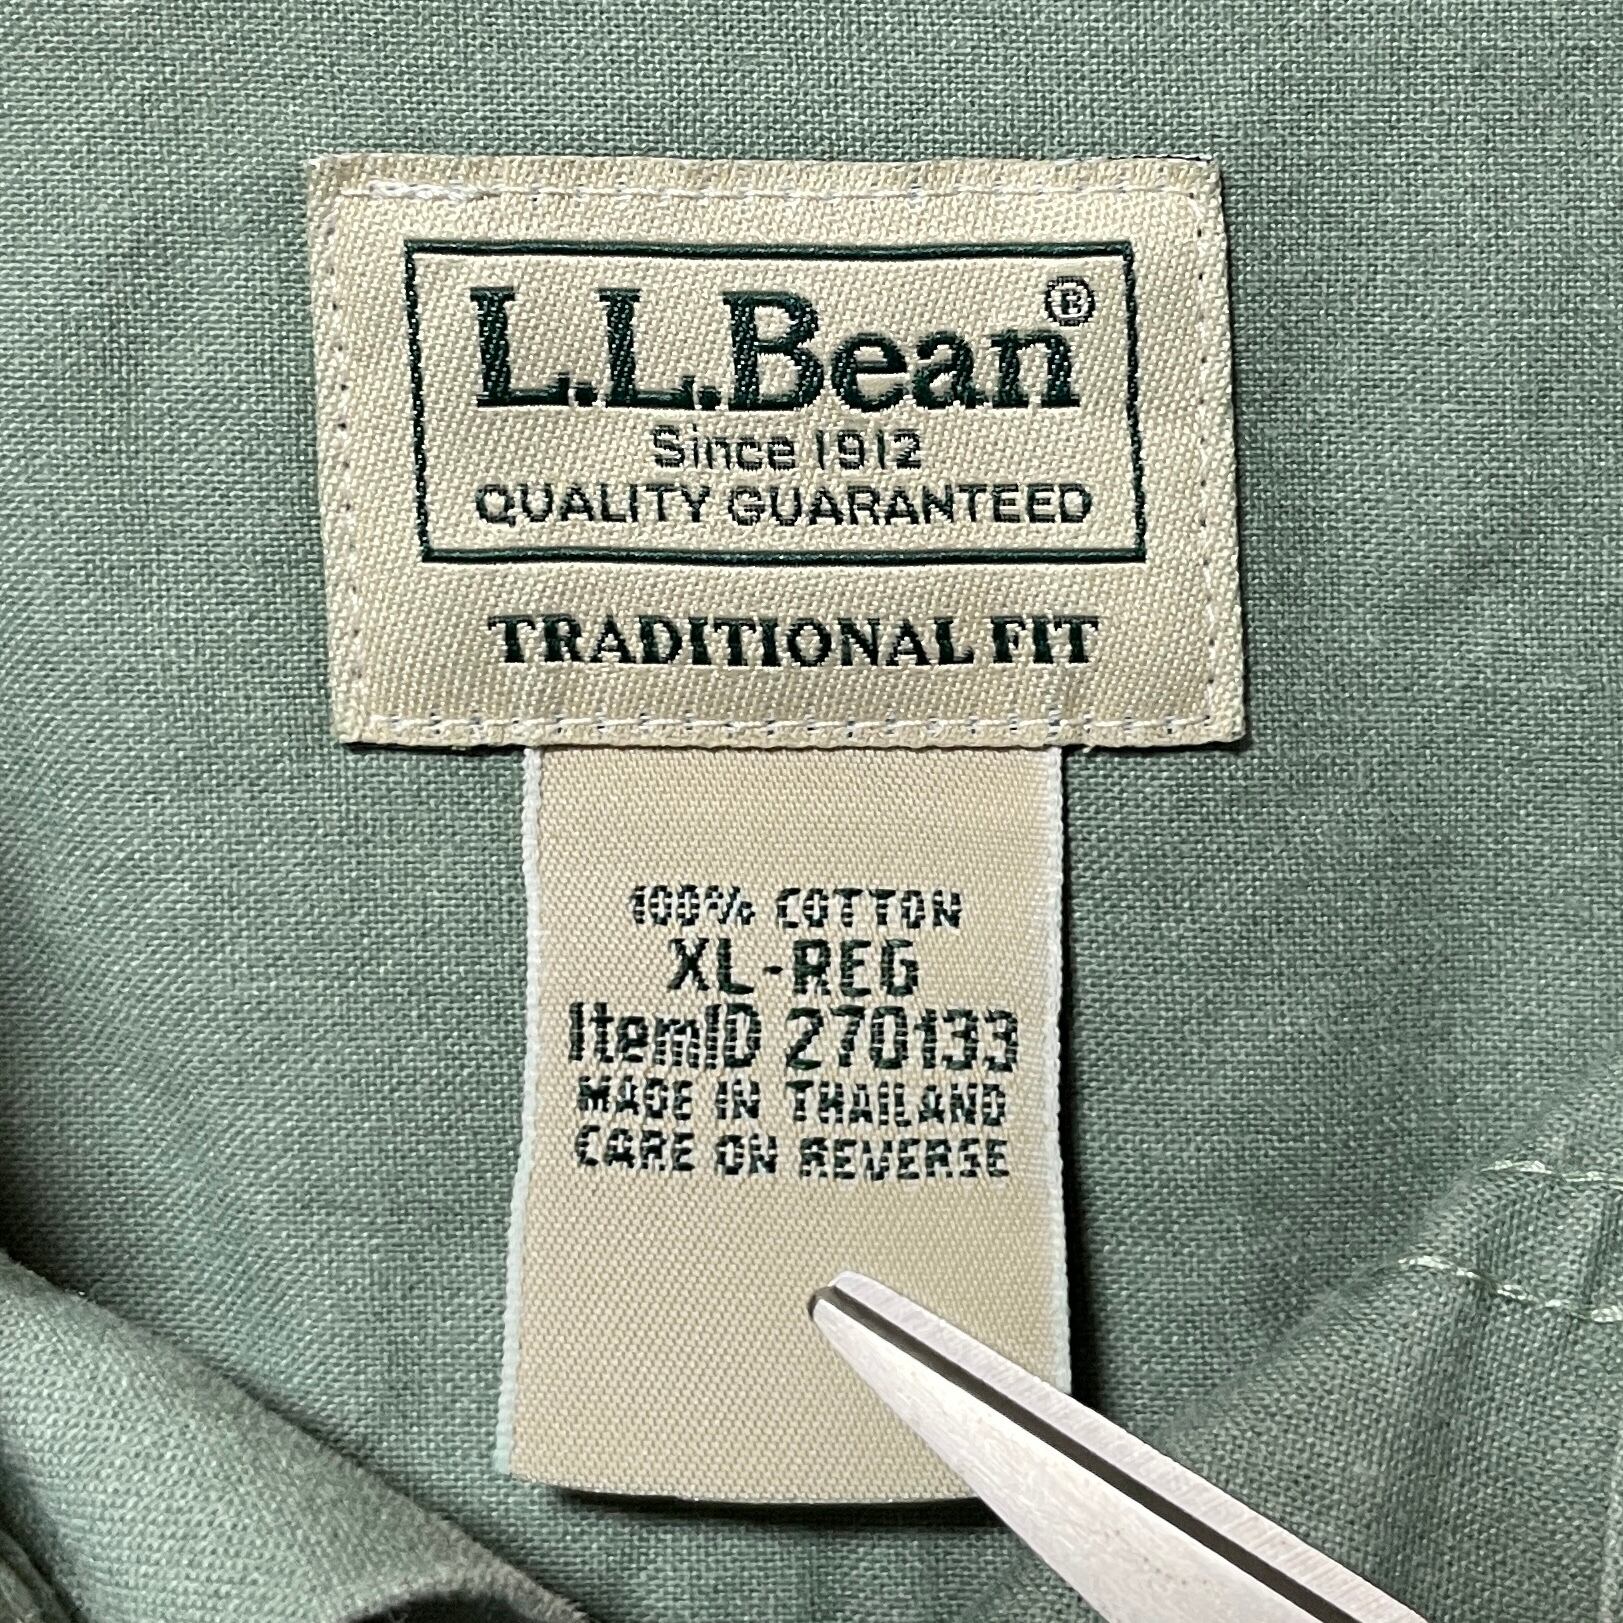 L.L.Bean®
Since 1912
QUALITY GUARANTEED
TRADITIONAL FIT
100% COTTON
XL-REG
ItemID 270133
MADE IN THAILAND
CARE ON REVERSE